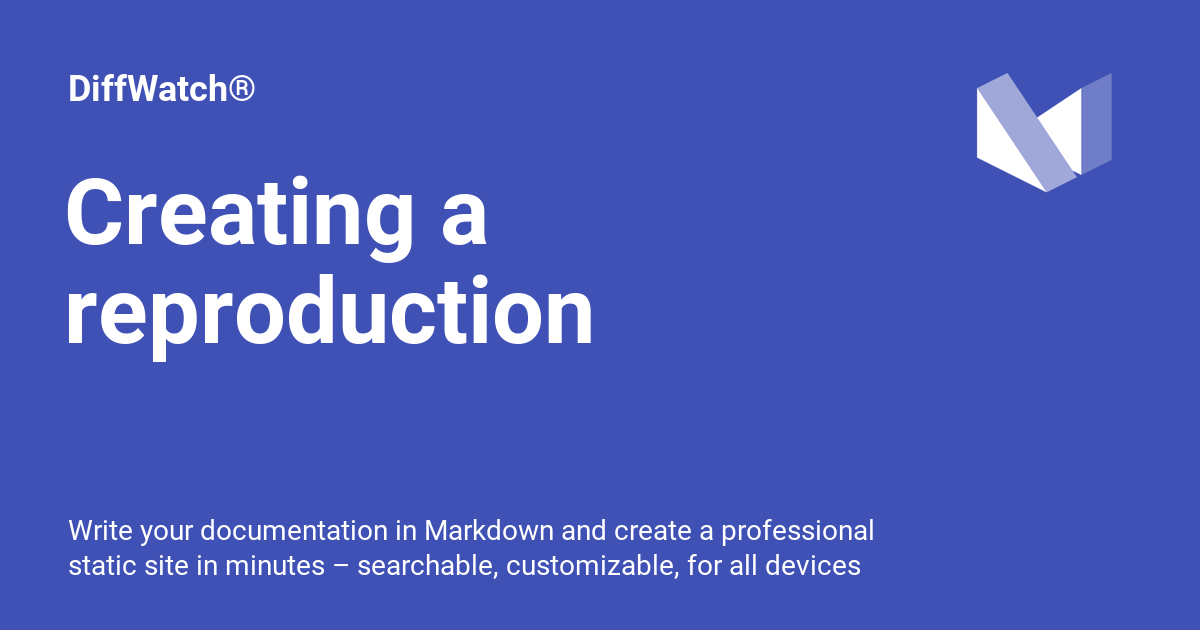 DiffWatch®
Creating a
reproduction
Write your documentation in Markdown and create a professional
static site in minutes – searchable, customizable, for all devices